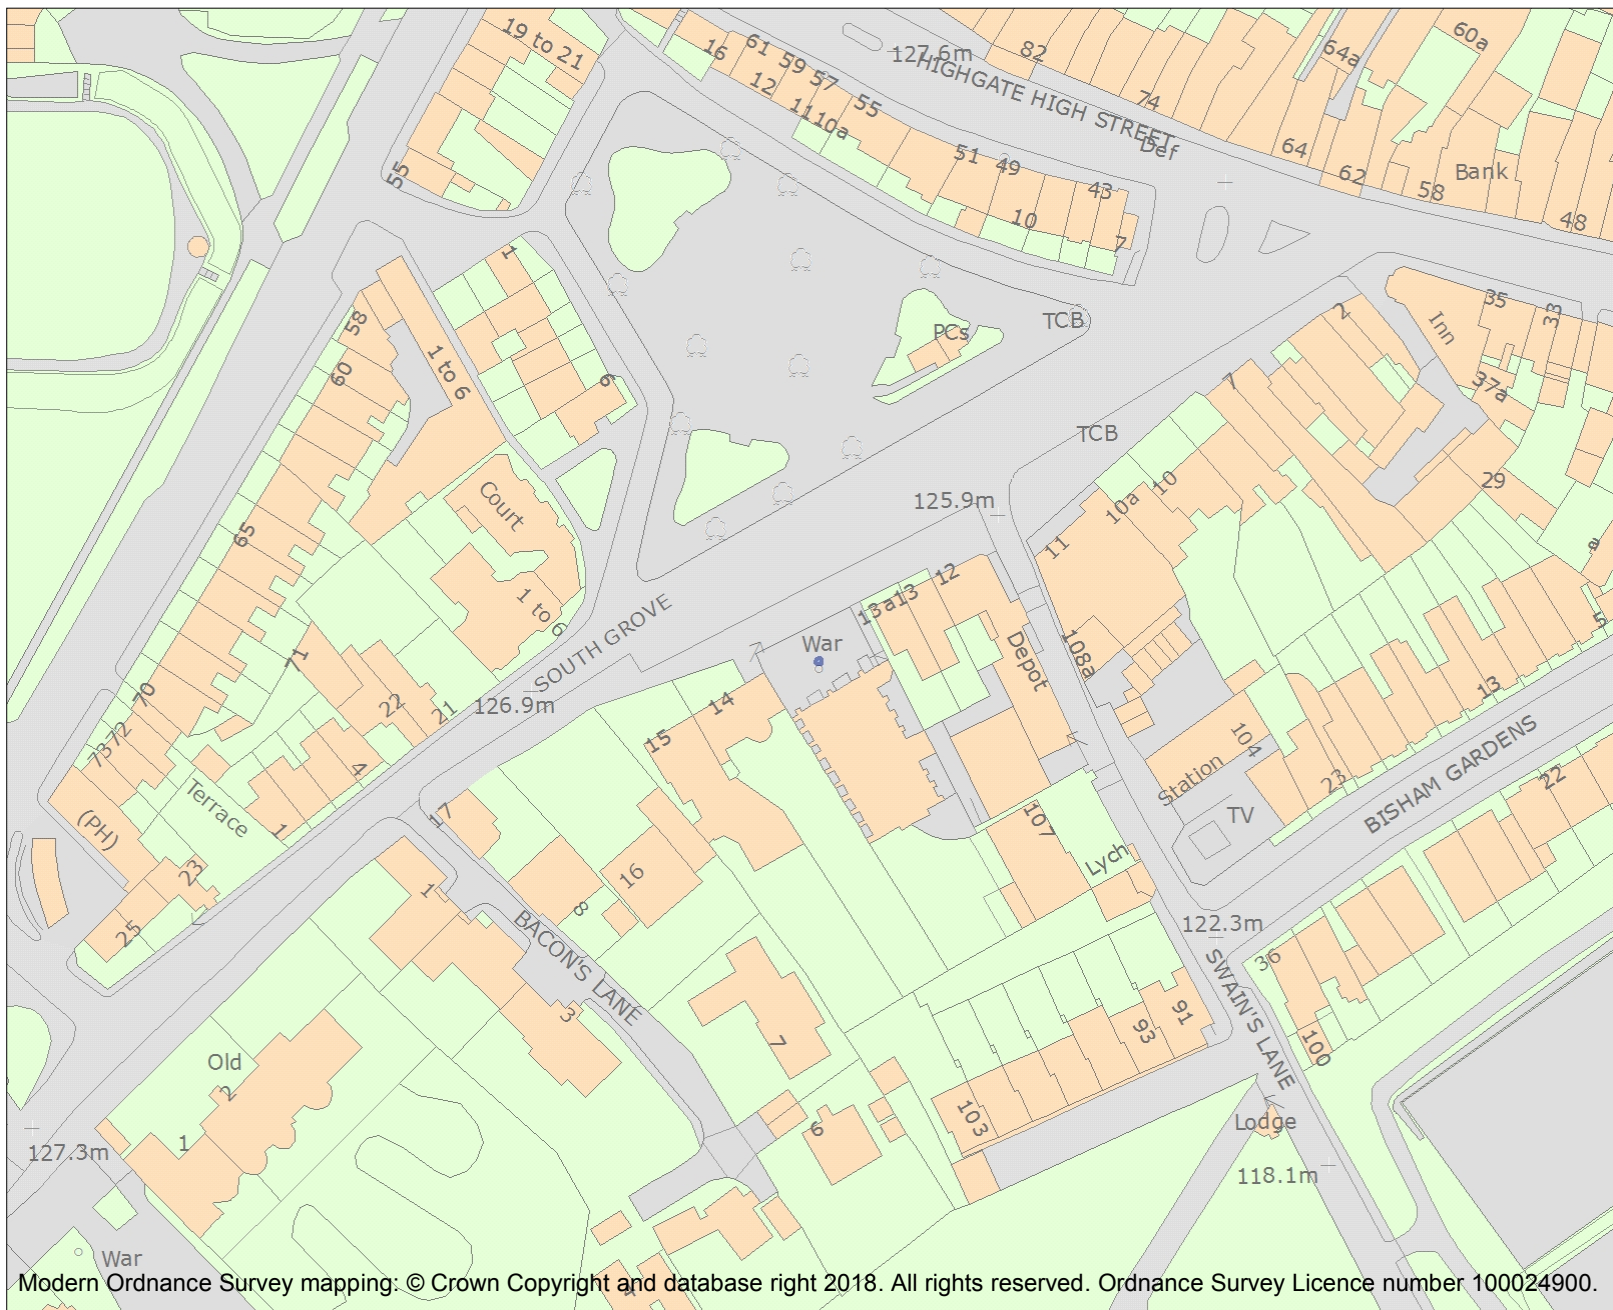 19 to 21
16
61
59
57
55
12
11
10a
127.6m
HIGHGATE HIGH STREET
Def
82
74
64a
60a
64
62
58
Bank
48
55
51
49
43
10
7
1
58
60
1 to 6
6
PCs
TCB
2
Inn
35
33
37a
7
TCB
29
a
65
Court
1 to 6
125.9m
10a
10
11
12
13a
13
SOUTH GROVE
War
Depot
108a
5
71
70
72
73
22
21
126.9m
14
15
13
104
Station
23
BISHAM GARDENS
22
TV
(PH)
Terrace
4
1
17
107
Lych
23
25
1
8
16
BACON'S LANE
3
7
122.3m
36
SWAIN'S LANE
91
93
100
103
Old
2
1
127.3m
6
Lodge
118.1m
War
4
Modern Ordnance Survey mapping: © Crown Copyright and database right 2018. All rights reserved. Ordnance Survey Licence number 100024900.